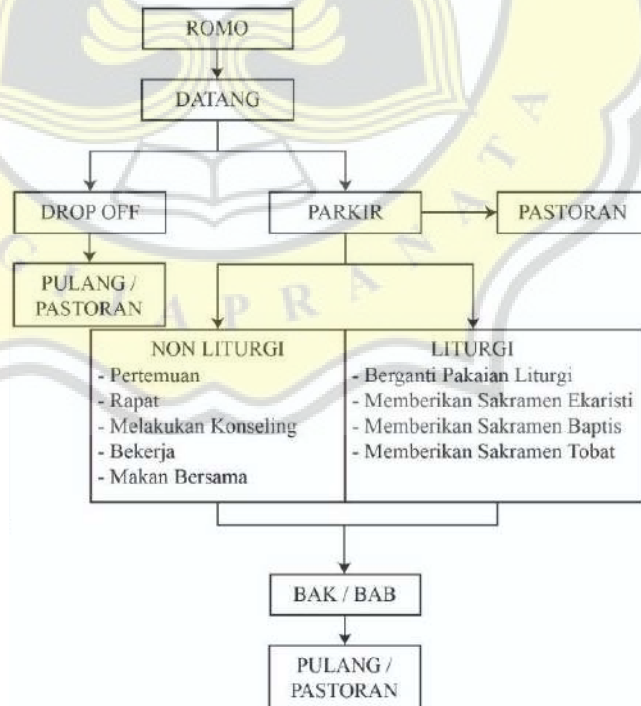 ROMO
DATANG
DROP OFF
PARKIR
PASTORAN
PULANG /
PASTORAN
NON LITURGI
- Pertemuan
- Rapat
- Melakukan Konseling
- Bekerja
- Makan Bersama
LITURGI
- Berganti Pakaian Liturgi
- Memberikan Sakramen Ekaristi
- Memberikan Sakramen Baptis
- Memberikan Sakramen Tobat
BAK / BAB
PULANG /
PASTORAN